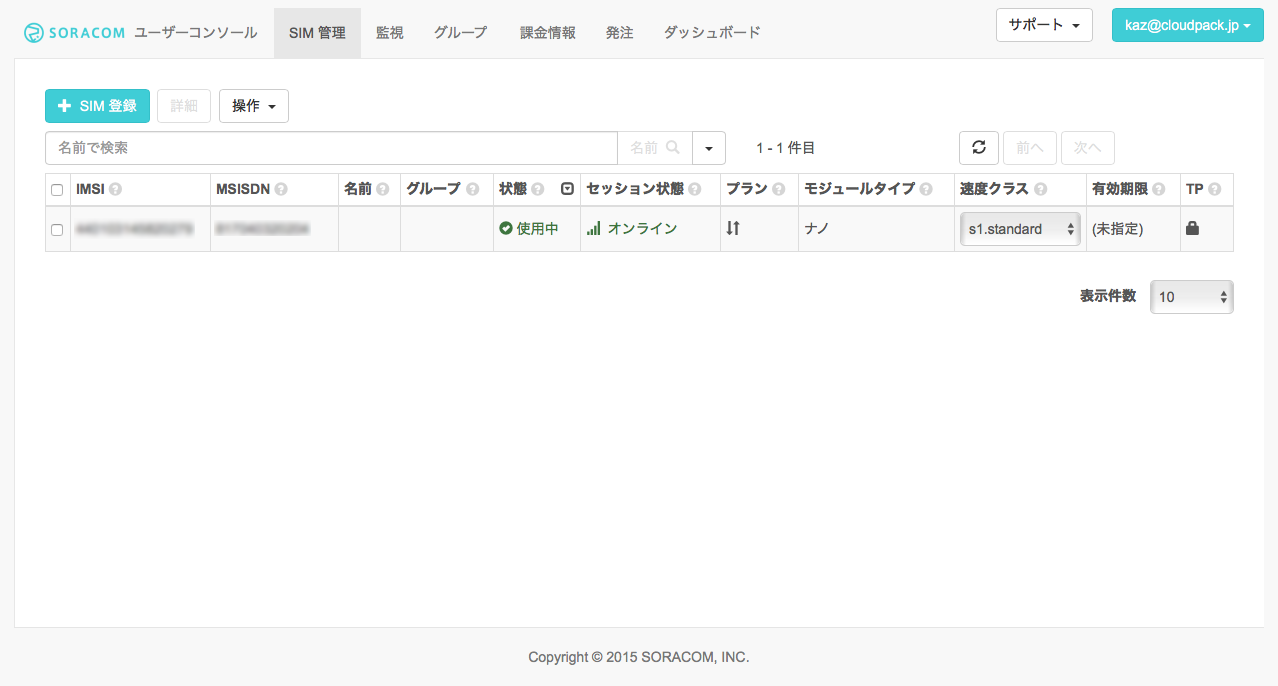 SORACOM ユーザーコンソール SIM 管理 監視 グループ 課金情報 発注 ダッシュボード サポート kaz@cloudpack.jp
SIM 登録 詳細 操作
名前で検索 名前 1 - 1 件目 前へ 次へ
IMSI MSISDN 名前 グループ 状態 セッション状態 プラン モジュールタイプ 速度クラス 有効期限 TP
使用中 オンライン ナノ s1.standard (未指定)
表示件数 10
Copyright © 2015 SORACOM, INC.